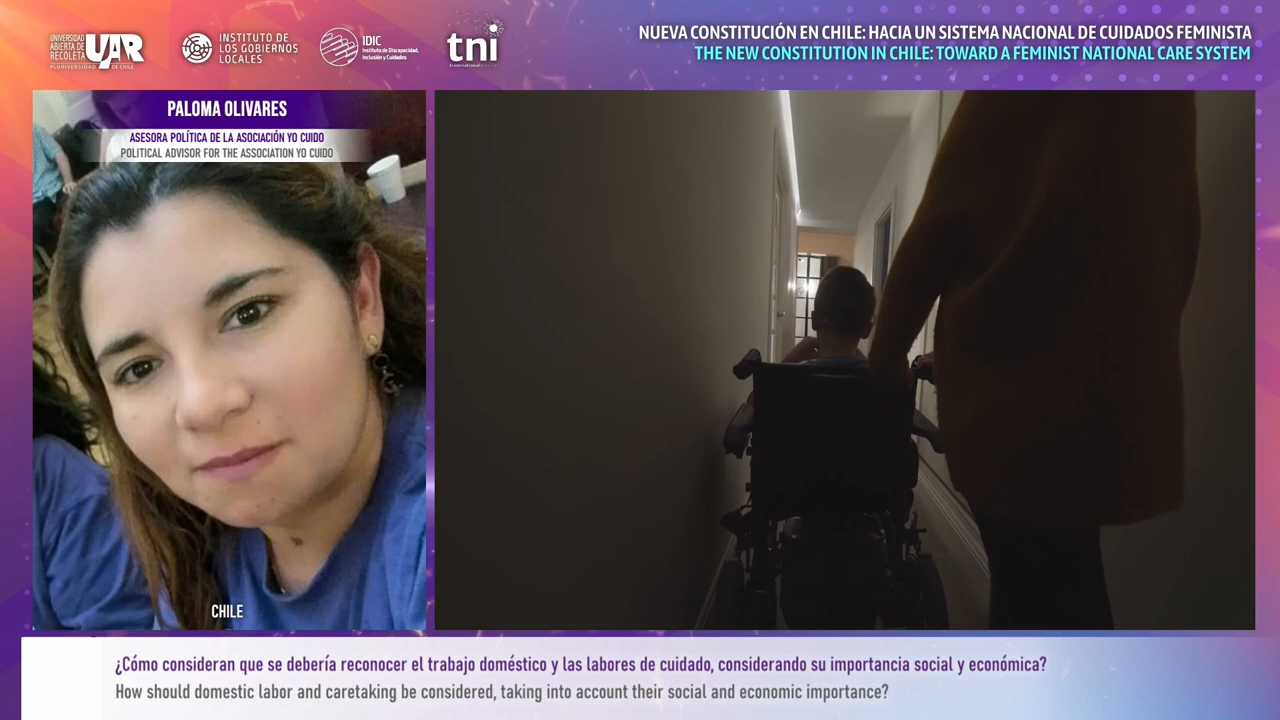 UNIVERSIDAD
ABIERTA DE
RECOLETA
UAR
PLURIVERSIDAD DE CHILE
INSTITUTO DE
LOS GOBIERNOS
LOCALES
IDIC
Instituto de Discapacidad,
Inclusión y Cuidados
tni
NUEVA CONSTITUCIÓN EN CHILE: HACIA UN SISTEMA NACIONAL DE CUIDADOS FEMINISTA
THE NEW CONSTITUTION IN CHILE: TOWARD A FEMINIST NATIONAL CARE SYSTEM
PALOMA OLIVARES
ASESORA POLÍTICA DE LA ASOCIACIÓN YO CUIDO
POLITICAL ADVISOR FOR THE ASSOCIATION YO CUIDO
CHILE
¿Cómo consideran que se debería reconocer el trabajo doméstico y las labores de cuidado, considerando su importancia social y económica?
How should domestic labor and caretaking be considered, taking into account their social and economic importance?